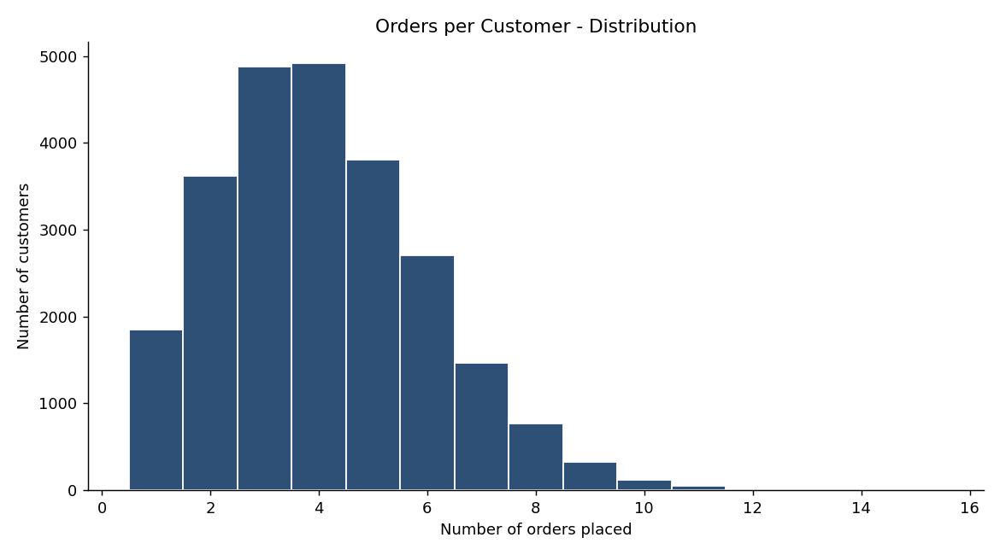 Orders per Customer - Distribution
Number of customers
5000
4000
3000
2000
1000
0
0 2 4 6 8 10 12 14 16
Number of orders placed